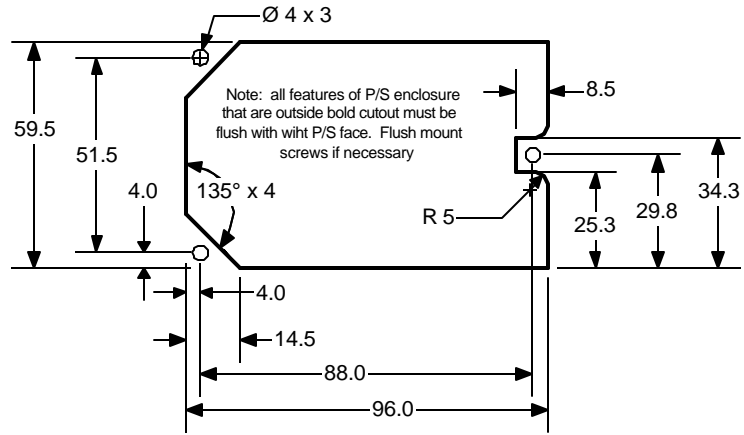 Ø 4 x 3
Note: all features of P/S enclosure
that are outside bold cutout must be
flush with wiht P/S face. Flush mount
screws if necessary
8.5
59.5
51.5
4.0
135° x 4
R 5
25.3
29.8
34.3
4.0
14.5
88.0
96.0